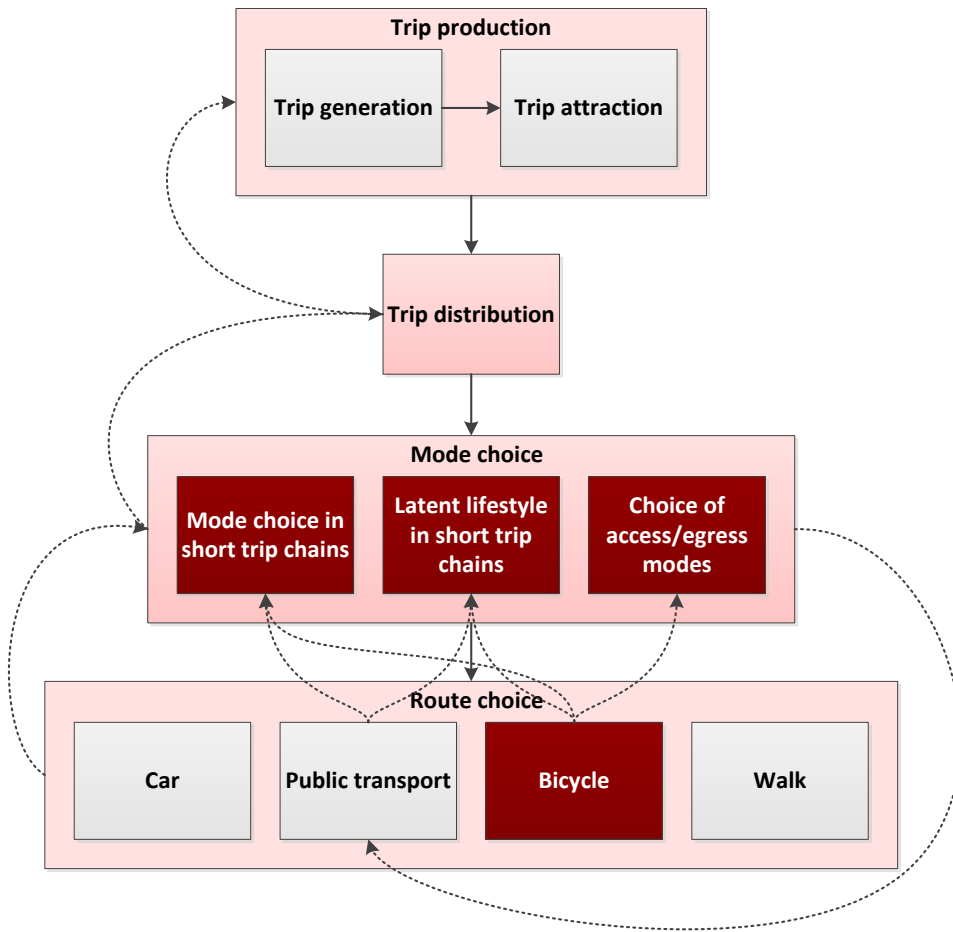 Trip production
Trip generation
Trip attraction
Trip distribution
Mode choice
Mode choice in
short trip chains
Latent lifestyle
in short trip
chains
Choice of
access/egress
modes
Route choice
Car
Public transport
Bicycle
Walk